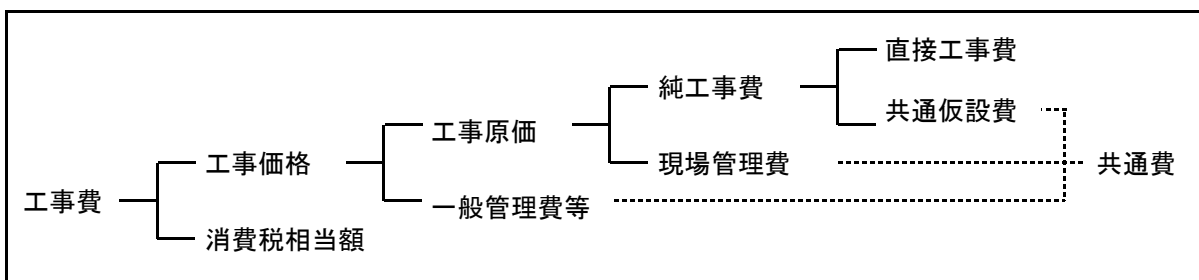 直接工事費
純工事費
共通仮設費
工事原価
工事価格
現場管理費
共通費
工事費
一般管理費等
消費税相当額